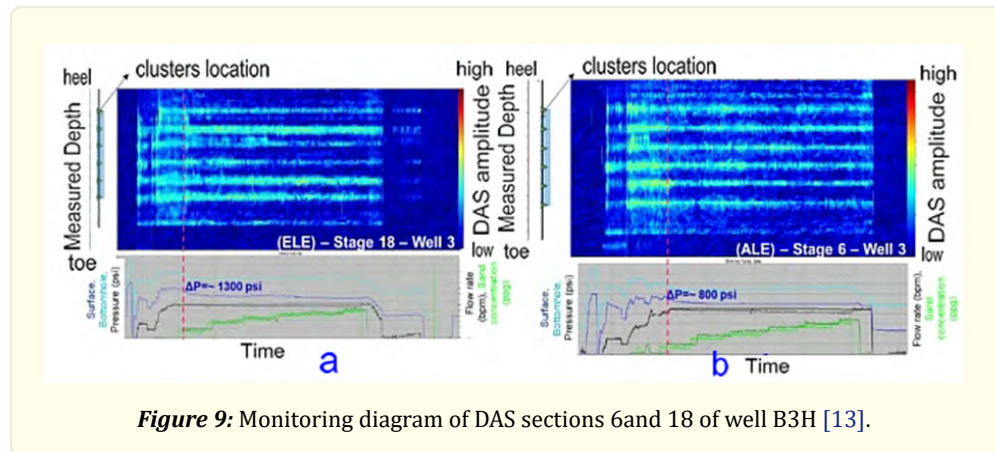 heel
clusters location
high
Measured Depth
DAS amplitude
(ELE) – Stage 18 – Well 3
low
toe
Surface,
Bottomhole,
Pressure (psi)
ΔP=~ 1300 psi
Flow rate
(bpm), Sand
concentration
(ppg)
Time
a
heel
clusters location
high
Measured Depth
DAS amplitude
(ALE) – Stage 6 – Well 3
low
toe
Surface,
Bottomhole,
Pressure (psi)
ΔP=~ 800 psi
Flow rate (bpm),
Sand
concentration
(ppg)
b
Time
Figure 9: Monitoring diagram of DAS sections 6and 18 of well B3H [13].